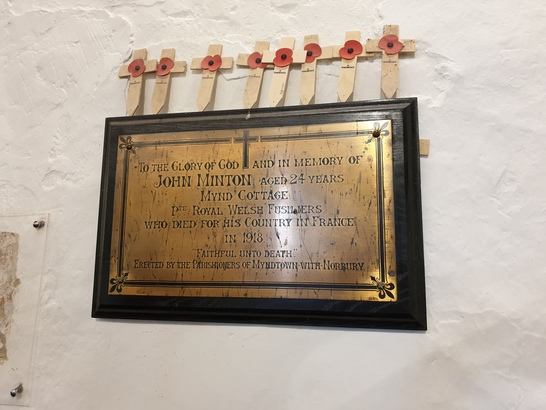 TO THE GLORY OF GOD AND IN MEMORY OF
JOHN MINTON, AGED 24 YEARS
MYND COTTAGE
PTE ROYAL WELSH FUSILIERS
WHO DIED FOR HIS COUNTRY IN FRANCE
IN 1918
"FAITHFUL UNTO DEATH."
ERECTED BY THE PARISHIONERS OF MYNDTOWN WITH NORBURY.